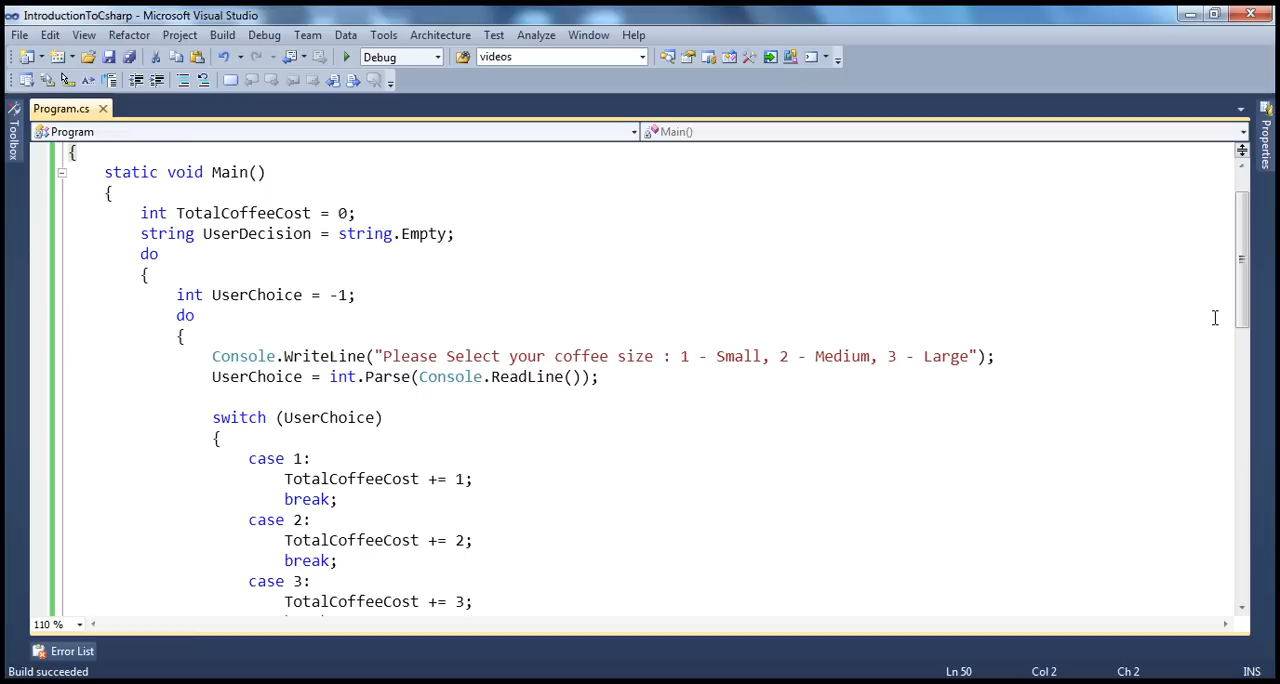 IntroductionToCsharp - Microsoft Visual Studio
File Edit View Refactor Project Build Debug Team Data Tools Architecture Test Analyze Window Help
Debug videos
Program.cs
Program Main()
Toolbox
Properties
{
static void Main()
{
int TotalCoffeeCost = 0;
string UserDecision = string.Empty;
do
{
int UserChoice = -1;
do
{
Console.WriteLine("Please Select your coffee size : 1 - Small, 2 - Medium, 3 - Large");
UserChoice = int.Parse(Console.ReadLine());
switch (UserChoice)
{
case 1:
TotalCoffeeCost += 1;
break;
case 2:
TotalCoffeeCost += 2;
break;
case 3:
TotalCoffeeCost += 3;
110 %
Error List
Build succeeded Ln 50 Col 2 Ch 2 INS